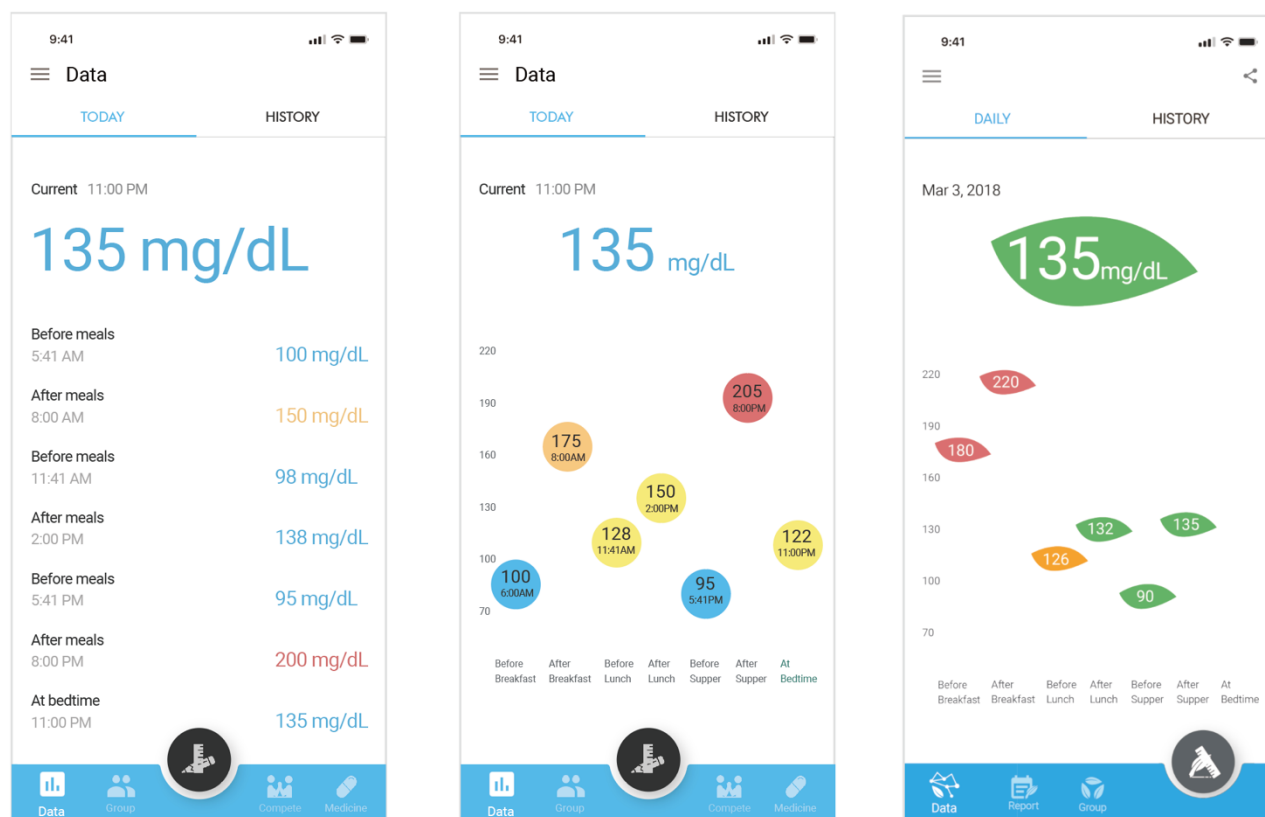 9:41
Data
TODAY HISTORY
Current 11:00 PM
135 mg/dL
Before meals
5:41 AM 100 mg/dL
After meals
8:00 AM 150 mg/dL
Before meals
11:41 AM 98 mg/dL
After meals
2:00 PM 138 mg/dL
Before meals
5:41 PM 95 mg/dL
After meals
8:00 PM 200 mg/dL
At bedtime
11:00 PM 135 mg/dL
Data Group Compete Medicine
9:41
Data
TODAY HISTORY
Current 11:00 PM
135 mg/dL
220
190
160
130
100
70
205
8:00PM
175
8:00AM
150
2:00PM
128
11:41AM
122
11:00PM
100
6:00AM
95
5:41PM
Before After Before After Before After At
Breakfast Breakfast Lunch Lunch Supper Supper Bedtime
Data Group Compete Medicine
9:41
DAILY HISTORY
Mar 3, 2018
135mg/dL
220
190
160
130
100
70
220
180
132
135
126
90
Before After Before After Before After At
Breakfast Breakfast Lunch Lunch Supper Supper Bedtime
Data Report Group